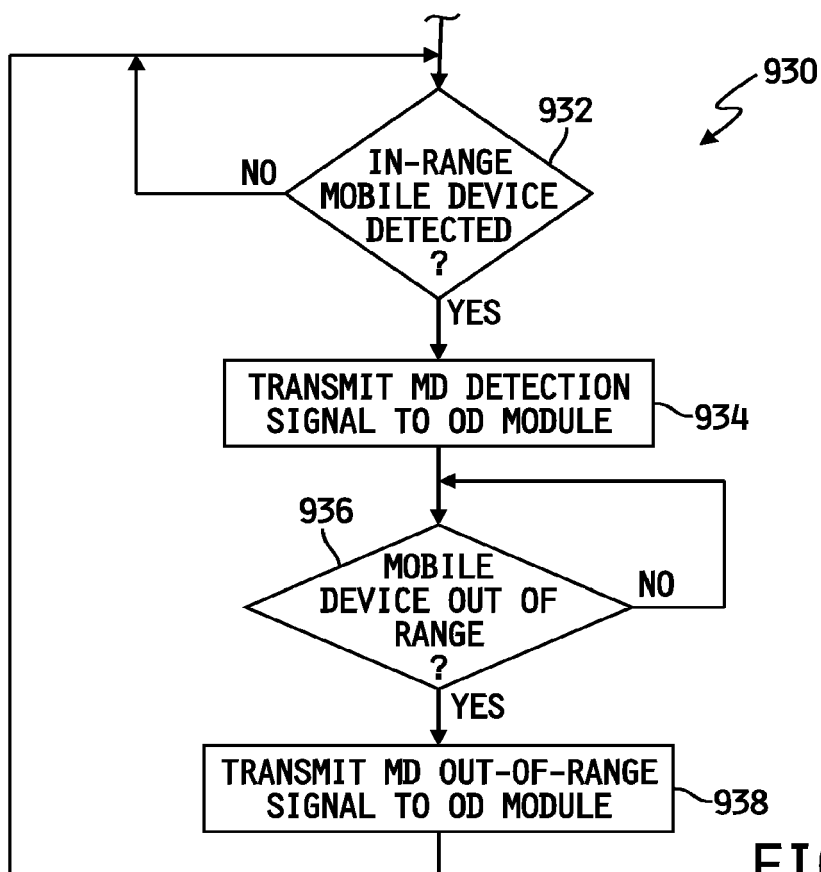 930
932
IN-RANGE
MOBILE DEVICE
DETECTED
?
NO
YES
TRANSMIT MD DETECTION
SIGNAL TO OD MODULE
934
936
MOBILE
DEVICE OUT OF
RANGE
?
NO
YES
TRANSMIT MD OUT-OF-RANGE
SIGNAL TO OD MODULE
938